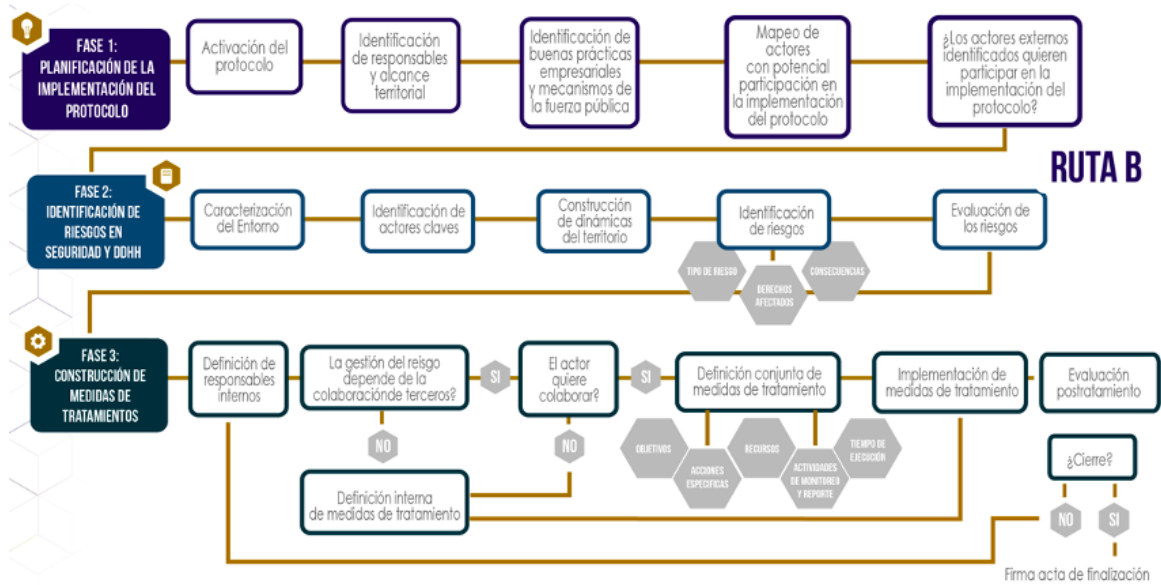 FASE 1:
PLANIFICACIÓN DE LA
IMPLEMENTACIÓN DEL
PROTOCOLO
Activación del
protocolo
Identificación
de responsables
y alcance
territorial
Identificación de
buenas prácticas
empresariales
y mecanismos de
la fuerza pública
Mapeo de
actores
con potencial
participación en
la implementación
del protocolo
¿Los actores externos
identificados quieren
participar en la
implementación del
protocolo?
RUTA B
FASE 2:
IDENTIFICACIÓN DE
RIESGOS EN
SEGURIDAD Y DDHH
Caracterización
del Entorno
Identificación de
actores claves
Construcción
de dinámicas
del territorio
Identificación
de riesgos
Evaluación de
los riesgos
TIPO DE RIESGO
DERECHOS
AFECTADOS
CONSECUENCIAS
FASE 3:
CONSTRUCCIÓN DE
MEDIDAS DE
TRATAMIENTOS
Definición de
responsables
internos
La gestión del reisgo
depende de la
colaboraciónde terceros?
SI
El actor
quiere
colaborar?
SI
Definición conjunta de
medidas de tratamiento
Implementación de
medidas de tratamiento
Evaluación
postratamiento
NO
NO
OBJETIVOS
ACCIONES
ESPECIFICAS
RECURSOS
ACTIVIDADES
DE MONITOREO
Y REPORTE
TIEMPO DE
EJECUCIÓN
¿Cierre?
Definición interna
de medidas de tratamiento
NO
SI
Firma acta de finalización